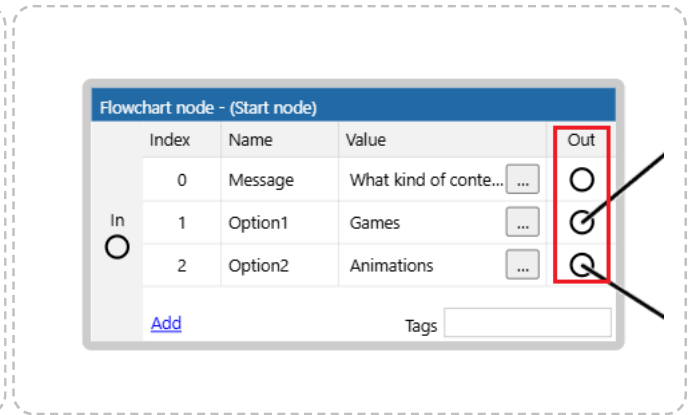 Flowchart node - (Start node)
Index Name Value Out
0 Message What kind of conte... ...
In
1 Option1 Games ...
2 Option2 Animations ...
Add Tags